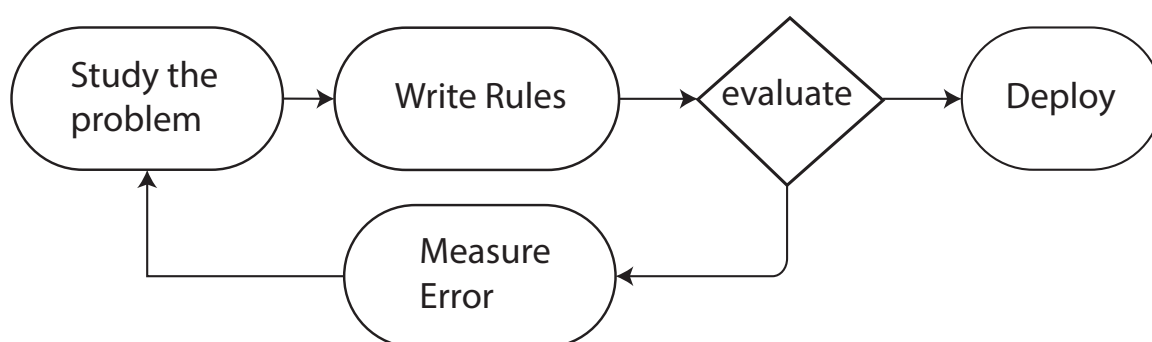 Study the
problem
Write Rules
evaluate
Deploy
Measure
Error